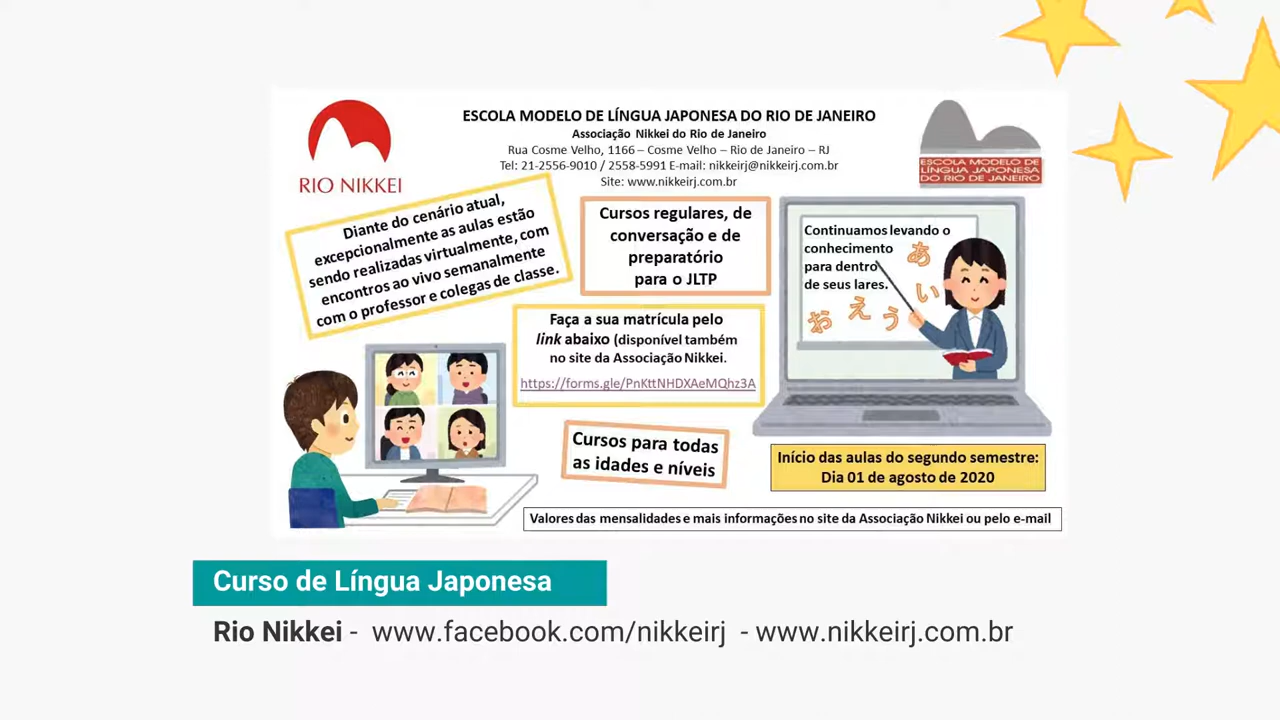 RIO NIKKEI
ESCOLA MODELO DE LÍNGUA JAPONESA DO RIO DE JANEIRO
Associação Nikkei do Rio de Janeiro
Rua Cosme Velho, 1166 – Cosme Velho – Rio de Janeiro – RJ
Tel: 21-2556-9010 / 2558-5991 E-mail: nikkeirj@nikkeirj.com.br
Site: www.nikkeirj.com.br
ESCOLA MODELO DE
LÍNGUA JAPONESA
DO RIO DE JANEIRO
Diante do cenário atual,
excepcionalmente as aulas estão
sendo realizadas virtualmente, com
encontros ao vivo semanalmente
com o professor e colegas de classe.
Cursos regulares, de
conversação e de
preparatório
para o JLTP
Continuamos levando o
conhecimento
para dentro
de seus lares.
あ
い
う
え
お
Faça a sua matrícula pelo
link abaixo (disponível também
no site da Associação Nikkei.
https://forms.gle/PnKttNHDXAeMQhz3A
Cursos para todas
as idades e níveis
Início das aulas do segundo semestre:
Dia 01 de agosto de 2020
Valores das mensalidades e mais informações no site da Associação Nikkei ou pelo e-mail
Curso de Língua Japonesa
Rio Nikkei - www.facebook.com/nikkeirj - www.nikkeirj.com.br